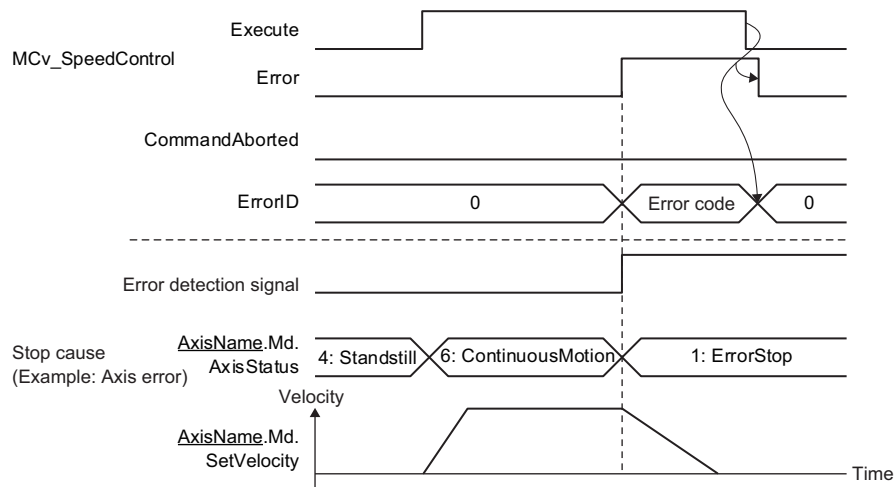 Execute
MCv_SpeedControl
Error
CommandAborted
ErrorID
0
Error code
0
Error detection signal
Stop cause
(Example: Axis error)
AxisName.Md.
AxisStatus
4: Standstill
6: ContinuousMotion
1: ErrorStop
Velocity
AxisName.Md.
SetVelocity
Time